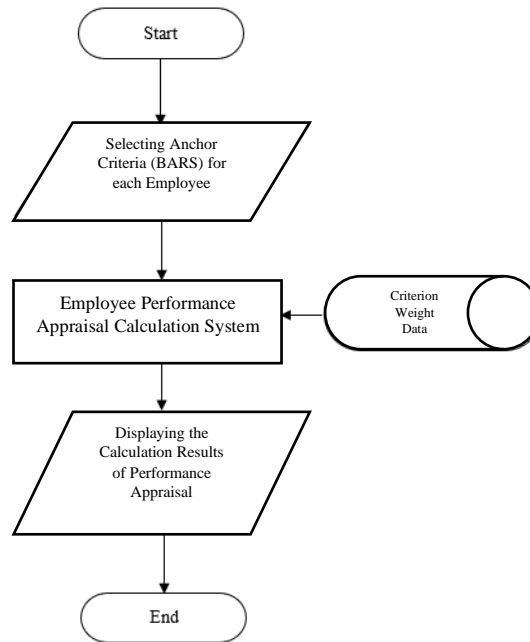 Start
Selecting Anchor
Criteria (BARS) for
each Employee
Employee Performance
Appraisal Calculation System
Criterion
Weight
Data
Displaying the
Calculation Results
of Performance
Appraisal
End